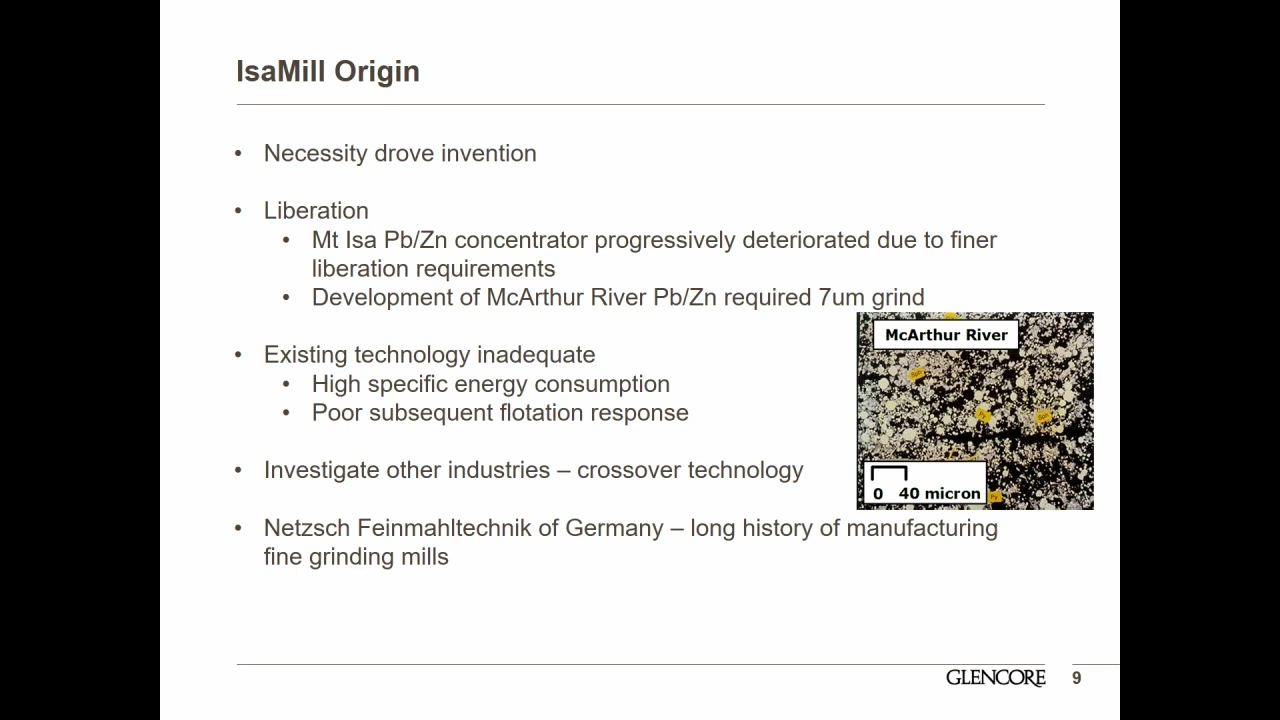 IsaMill Origin
• Necessity drove invention
• Liberation
• Mt Isa Pb/Zn concentrator progressively deteriorated due to finer
liberation requirements
• Development of McArthur River Pb/Zn required 7um grind
McArthur River
• Existing technology inadequate
• High specific energy consumption
• Poor subsequent flotation response
• Investigate other industries – crossover technology
0 40 micron
• Netzsch Feinmahltechnik of Germany – long history of manufacturing
fine grinding mills
GLENCORE
9